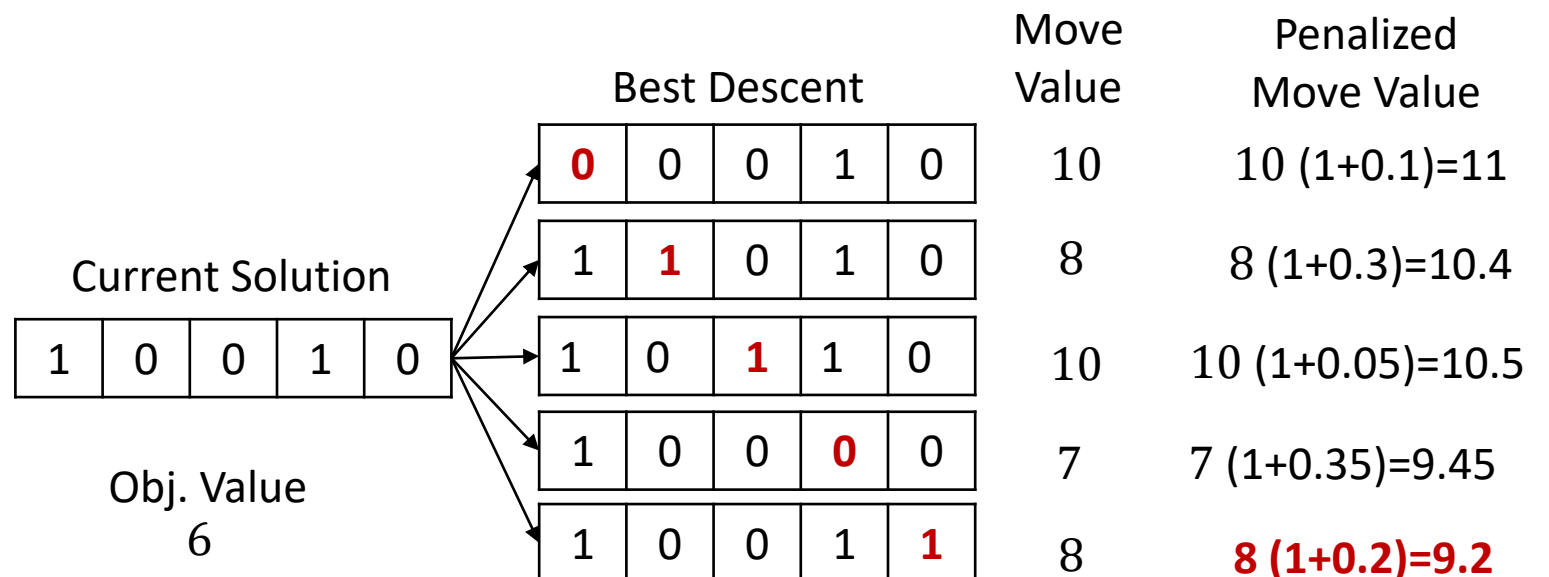 Move Penalized
Best Descent Value Move Value
0 0 0 1 0 10 10 (1+0.1)=11
1 1 0 1 0 8 8 (1+0.3)=10.4
Current Solution
1 0 0 1 0
1 0 1 1 0 10 10 (1+0.05)=10.5
1 0 0 0 0 7 7 (1+0.35)=9.45
Obj. Value
6
1 0 0 1 1 8 8 (1+0.2)=9.2